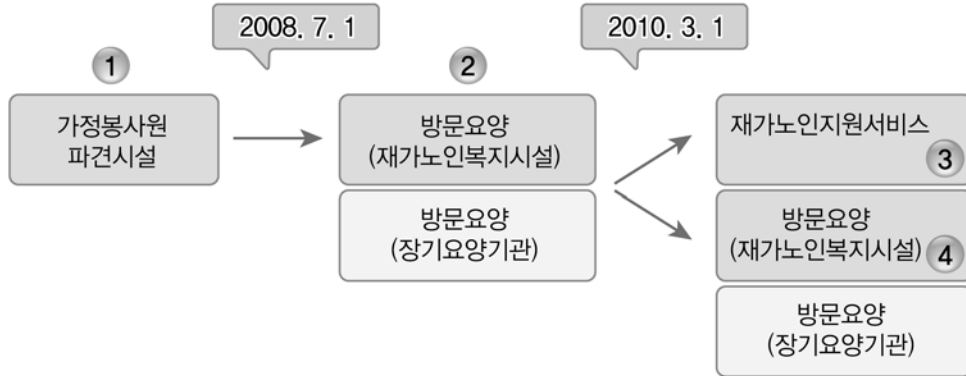 2008. 7. 1
2010. 3. 1
1
2
가정봉사원
파견시설
방문요양
(재가노인복지시설)
방문요양
(장기요양기관)
재가노인지원서비스
3
방문요양
(재가노인복지시설)
4
방문요양
(장기요양기관)